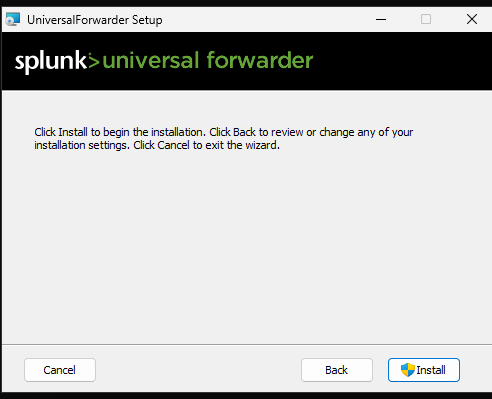 UniversalForwarder Setup
splunk>universal forwarder
Click Install to begin the installation. Click Back to review or change any of your
installation settings. Click Cancel to exit the wizard.
Cancel
Back
Install